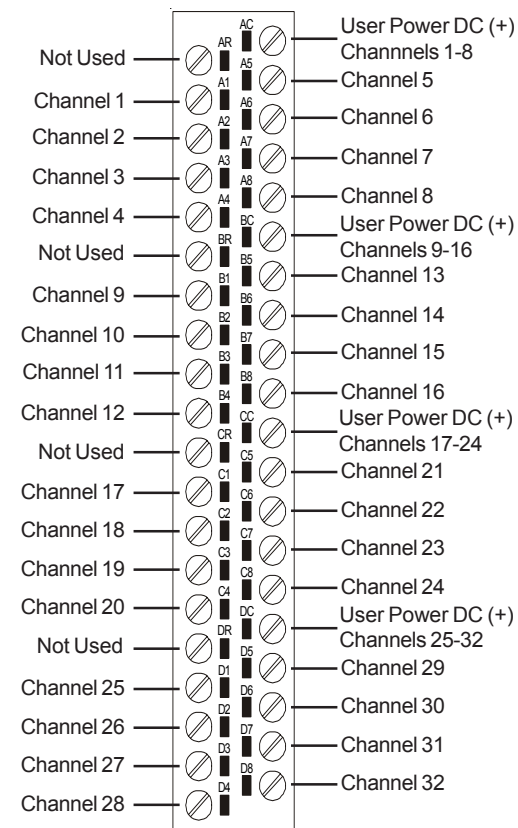 AC
User Power DC (+)
Channnels 1-8
Not Used
AR
A5
Channel 5
Channel 1
A1
A6
Channel 6
Channel 2
A2
A7
Channel 7
Channel 3
A3
A8
Channel 8
Channel 4
A4
BC
User Power DC (+)
Channels 9-16
Not Used
BR
B5
Channel 13
Channel 9
B1
B6
Channel 14
Channel 10
B2
B7
Channel 15
Channel 11
B3
B8
Channel 16
Channel 12
B4
CC
User Power DC (+)
Channels 17-24
Not Used
CR
C5
Channel 21
Channel 17
C1
C6
Channel 22
Channel 18
C2
C7
Channel 23
Channel 19
C3
C8
Channel 24
Channel 20
C4
DC
User Power DC (+)
Channels 25-32
Not Used
DR
D5
Channel 29
Channel 25
D1
D6
Channel 30
Channel 26
D2
D7
Channel 31
Channel 27
D3
D8
Channel 32
Channel 28
D4